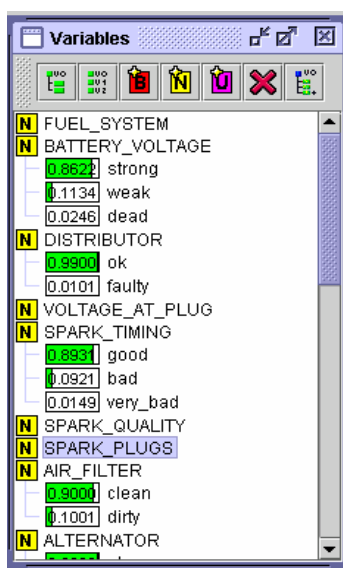 Variables
B N U
N FUEL_SYSTEM
N BATTERY_VOLTAGE
0.8622 strong
0.1134 weak
0.0246 dead
N DISTRIBUTOR
0.9900 ok
0.0101 faulty
N VOLTAGE_AT_PLUG
N SPARK_TIMING
0.8931 good
0.0921 bad
0.0149 very_bad
N SPARK_QUALITY
N SPARK_PLUGS
N AIR_FILTER
0.9000 clean
0.1001 dirty
N ALTERNATOR